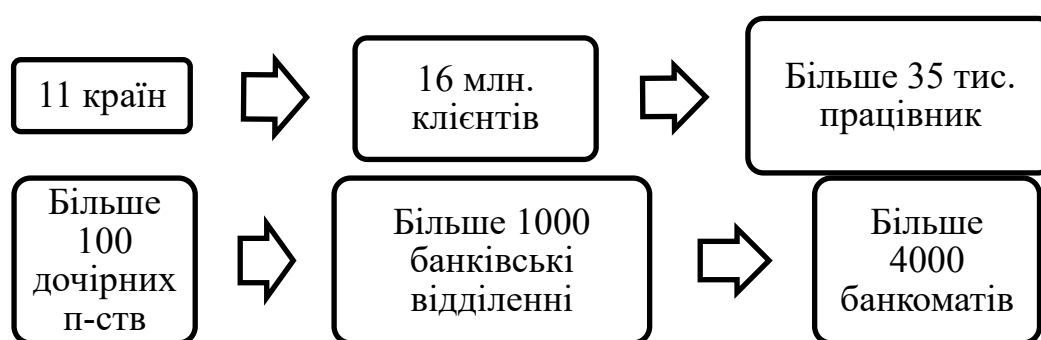 11 країн
16 млн.
клієнтів
Більше 35 тис.
працівник
Більше
100
дочірних
п-ств
Більше 1000
банківські
відділенні
Більше
4000
банкоматів